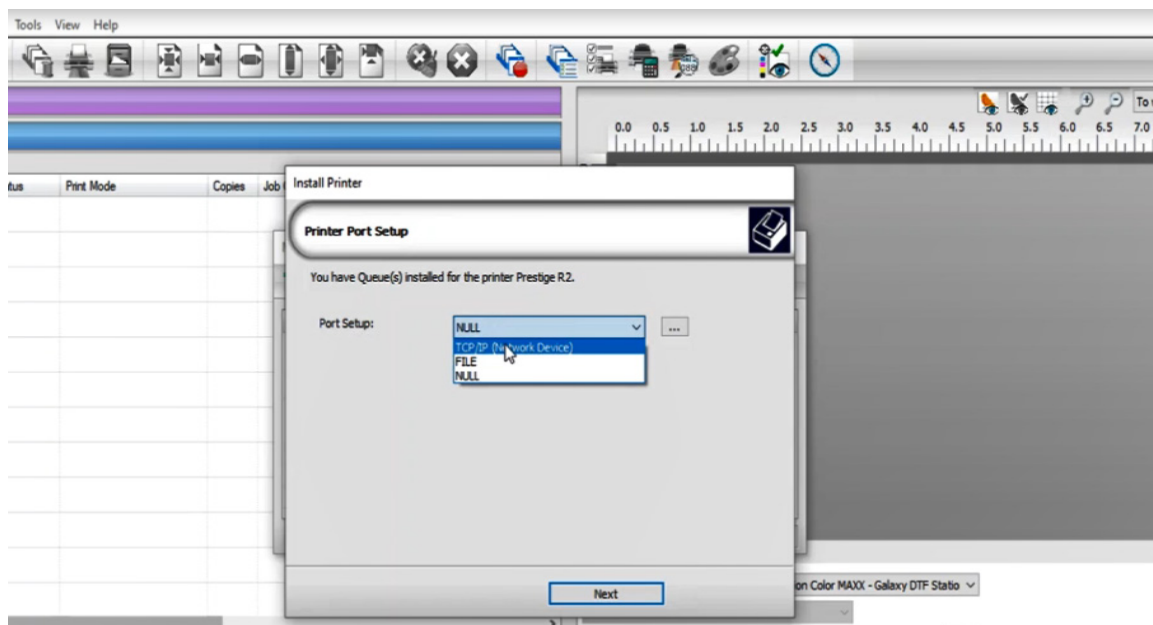 Tools View Help
To
0.0 0.5 1.0 1.5 2.0 2.5 3.0 3.5 4.0 4.5 5.0 5.5 6.0 6.5 7.0
Print Mode Copies Job
Install Printer
Printer Port Setup
You have Queue(s) installed for the printer Prestige R2.
Port Setup: NULL ...
TCP/IP (Network Device)
FILE
NULL
on Color MAXX - Galaxy DTF Statio
Next